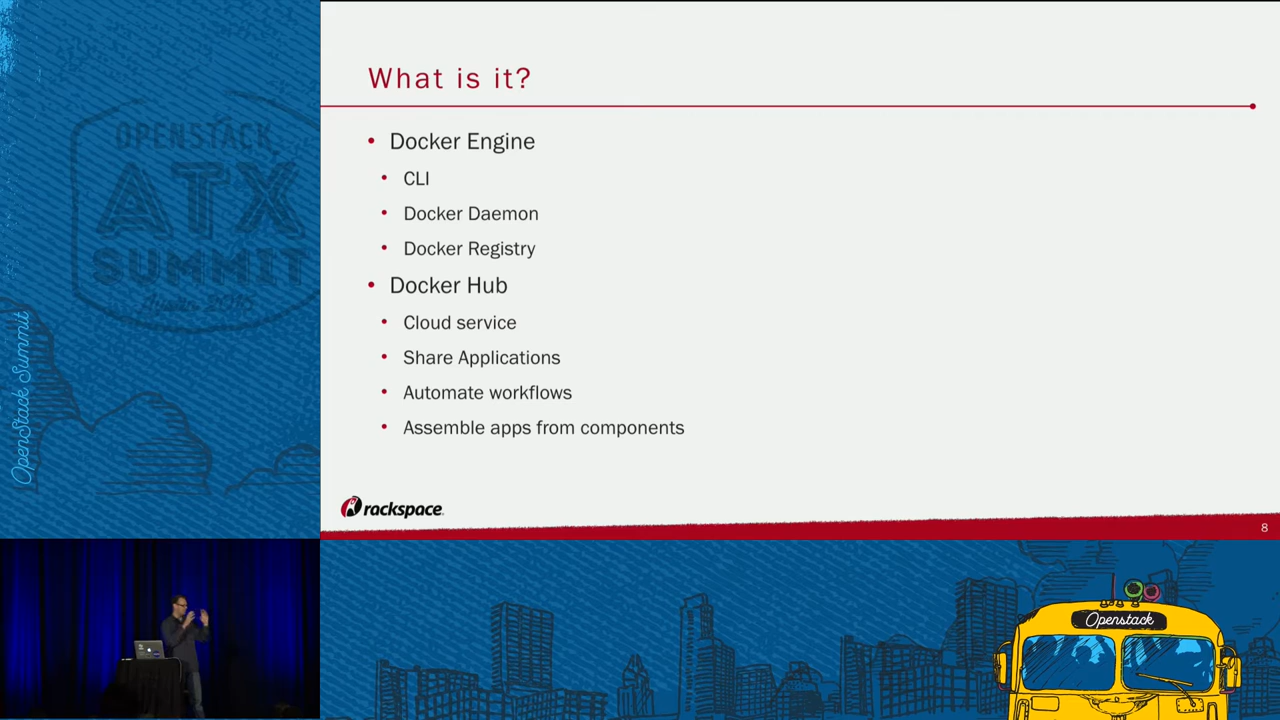 OPENSTACK
ATX
SUMMIT
Austin 2016
OpenStack Summit
What is it?
• Docker Engine
• CLI
• Docker Daemon
• Docker Registry
• Docker Hub
• Cloud service
• Share Applications
• Automate workflows
• Assemble apps from components
rackspace
8
Openstack